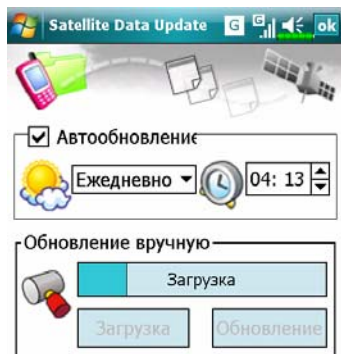 Satellite Data Update G G ok
Автообновление
Ежедневно 04: 13
Обновление вручную
Загрузка
Загрузка Обновление